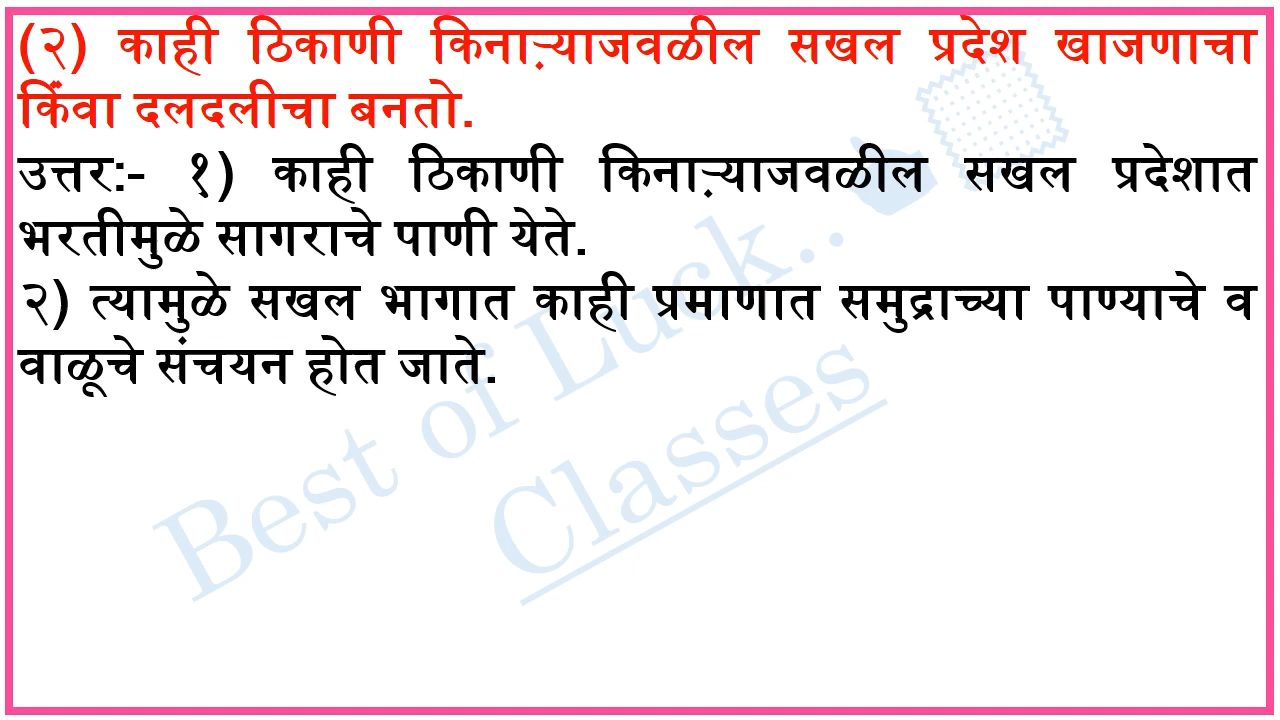 (२) काही ठिकाणी किनाऱ्याजवळील सखल प्रदेश खाजणाचा
किंवा दलदलीचा बनतो.
उत्तर:- १) काही ठिकाणी किनाऱ्याजवळील सखल प्रदेशात
भरतीमुळे सागराचे पाणी येते.
२) त्यामुळे सखल भागात काही प्रमाणात समुद्राच्या पाण्याचे व
वाळूचे संचयन होत जाते.
Best of Luck..
Classes